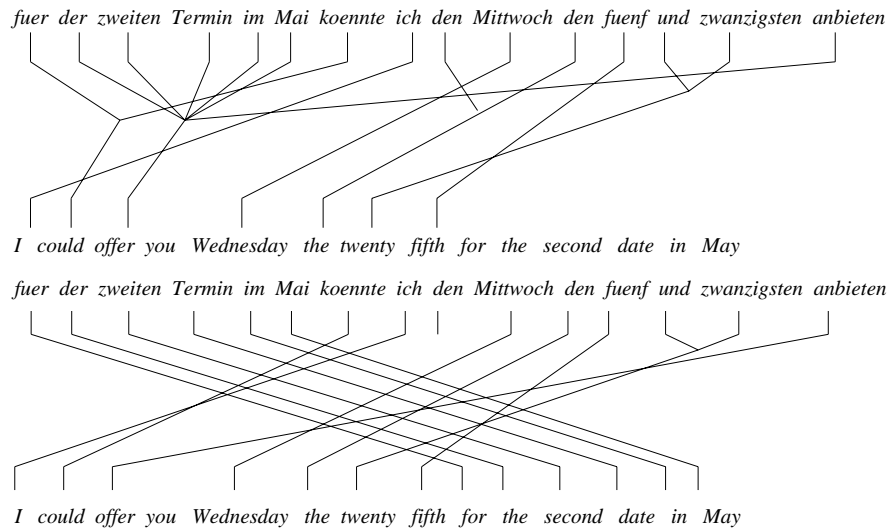 fuer der zweiten Termin im Mai koennte ich den Mittwoch den fuenf und zwanzigsten anbieten
I could offer you Wednesday the twenty fifth for the second date in May
fuer der zweiten Termin im Mai koennte ich den Mittwoch den fuenf und zwanzigsten anbieten
I could offer you Wednesday the twenty fifth for the second date in May